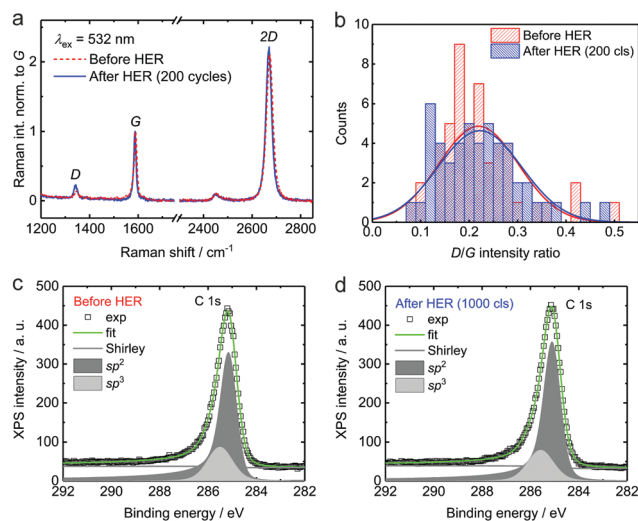 a
λex = 532 nm
Before HER
After HER (200 cycles)
2D
G
D
Raman int. norm. to G
2
1
0
1200 1400 1600 2600 2800
Raman shift / cm-1
b
Before HER
After HER (200 cls)
Counts
10
8
6
4
2
0
0.0 0.1 0.2 0.3 0.4 0.5
D/G intensity ratio
c
Before HER
C 1s
exp
fit
Shirley
sp2
sp3
XPS intensity / a. u.
500
400
300
200
100
0
292 290 288 286 284 282
Binding energy / eV
d
After HER (1000 cls)
C 1s
exp
fit
Shirley
sp2
sp3
XPS intensity / a. u.
500
400
300
200
100
0
292 290 288 286 284 282
Binding energy / eV